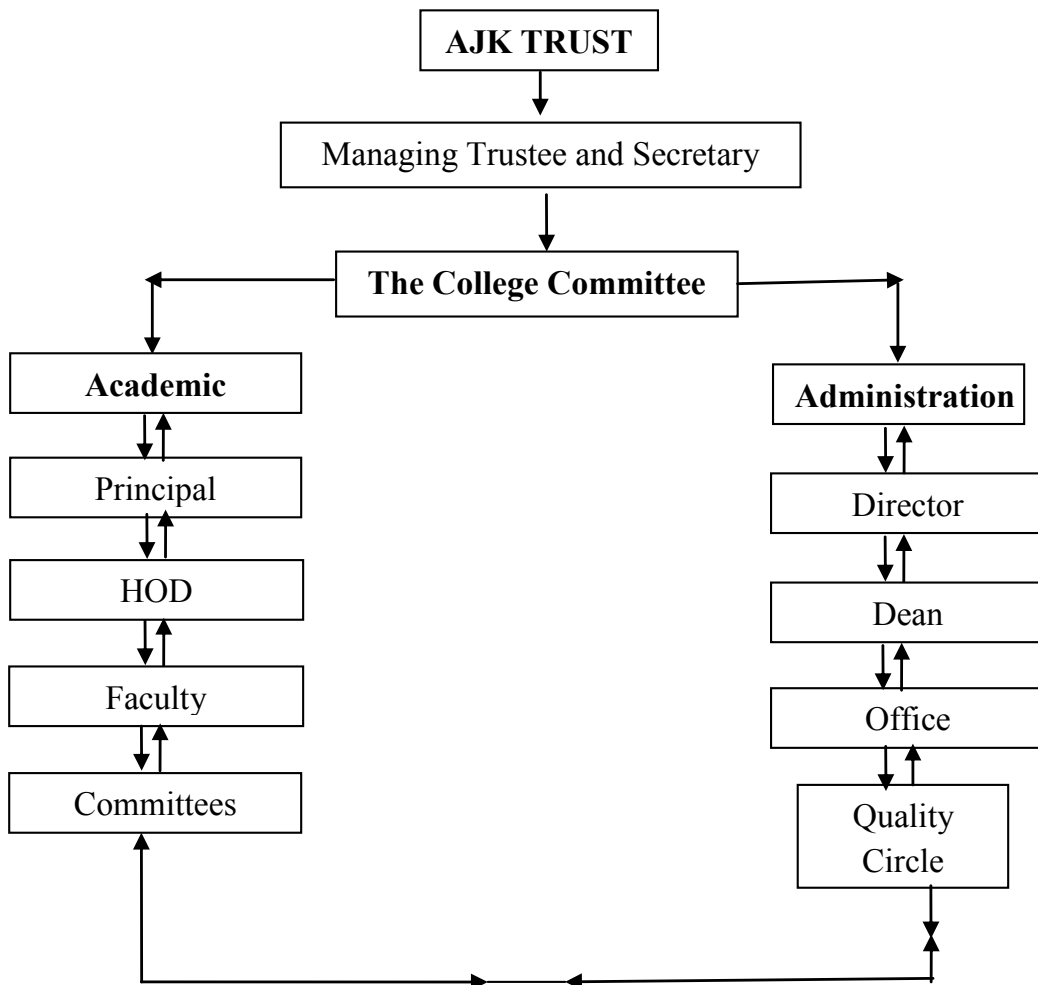 AJK TRUST
Managing Trustee and Secretary
The College Committee
Academic
Principal
HOD
Faculty
Committees
Administration
Director
Dean
Office
Quality
Circle